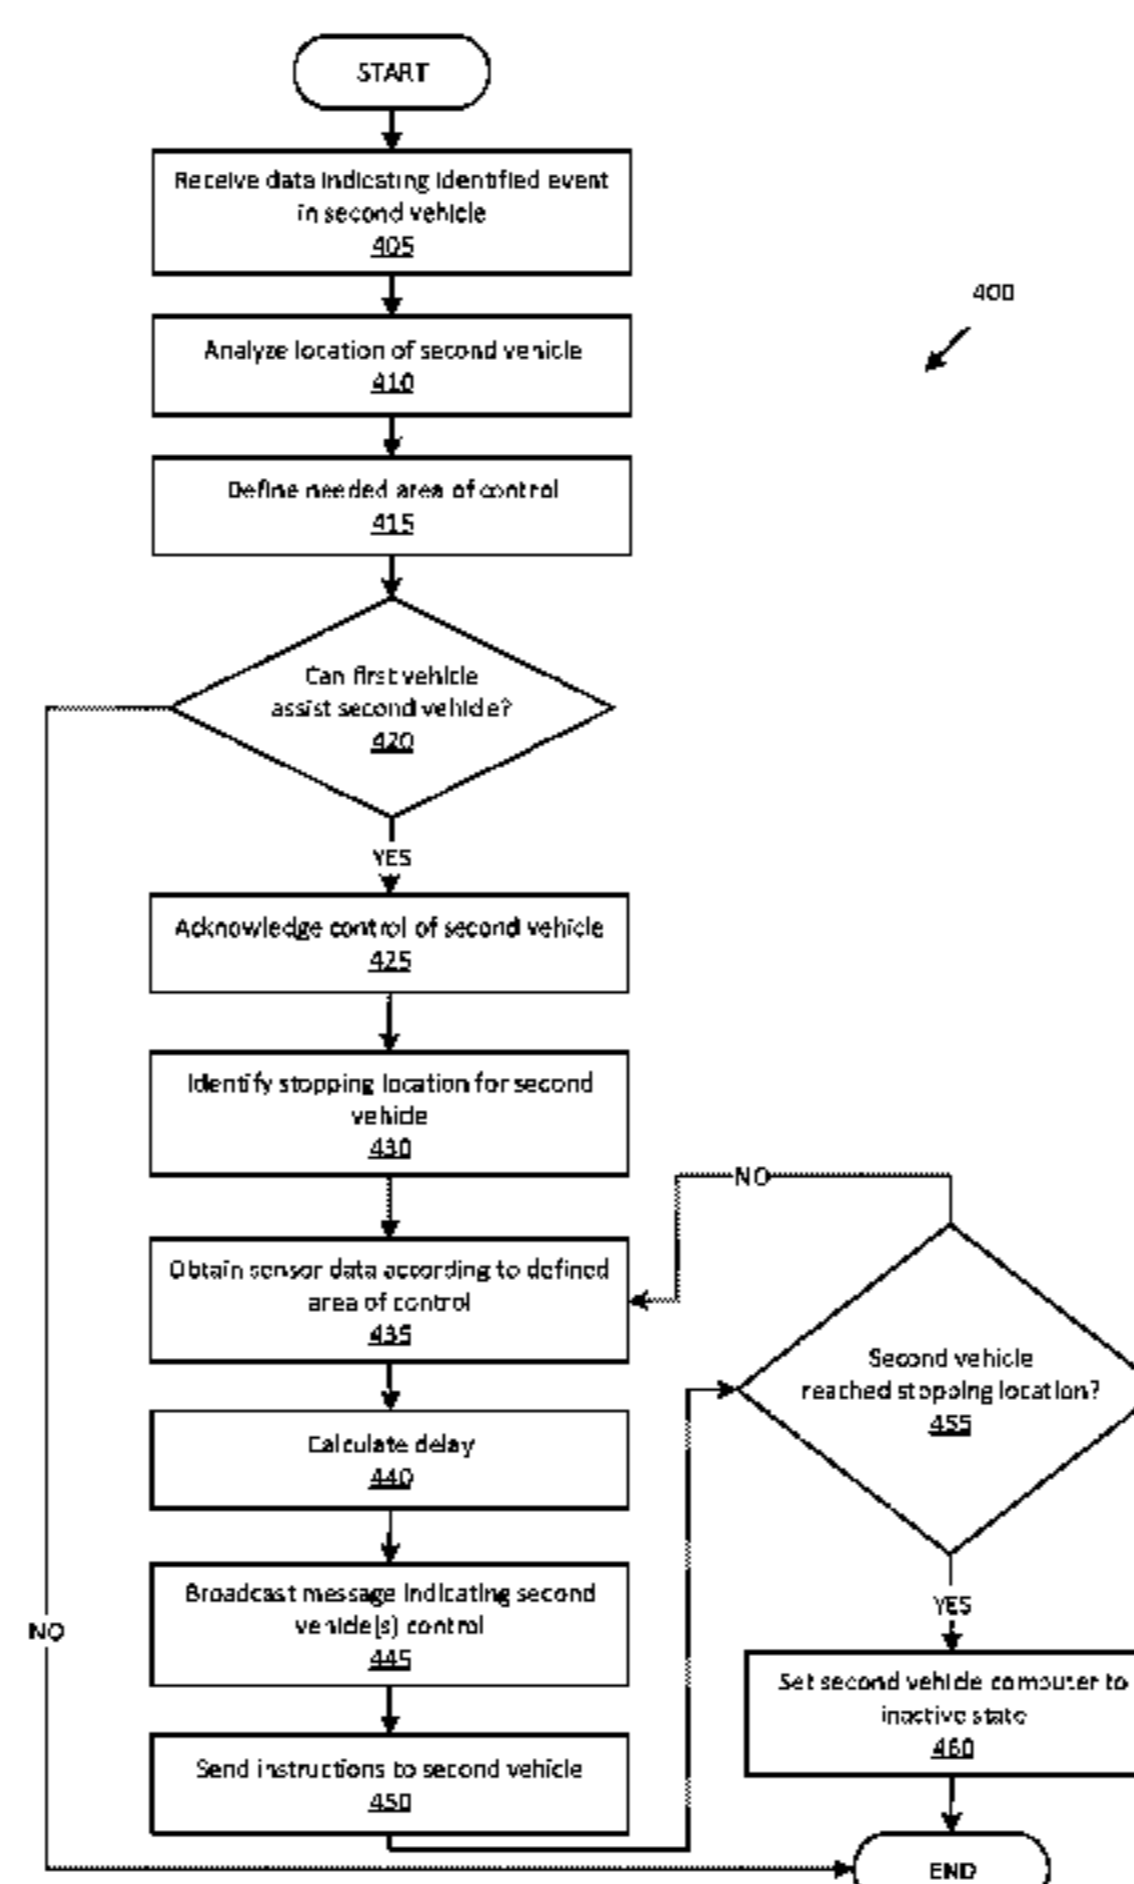 START
Receive data indicating identified event
in second vehicle
405
400
Analyze location of second vehicle
410
Define needed area of control
415
Can first vehicle
assist second vehicle?
420
YES
Acknowledge control of second vehicle
425
Identify stopping location for second
vehicle
430
NO
Obtain sensor data according to defined
area of control
435
Second vehicle
reached stopping location?
455
Calculate delay
440
Broadcast message indicating second
vehicle(s) control
445
YES
NO
Set second vehicle computer to
inactive state
460
Send instructions to second vehicle
450
END